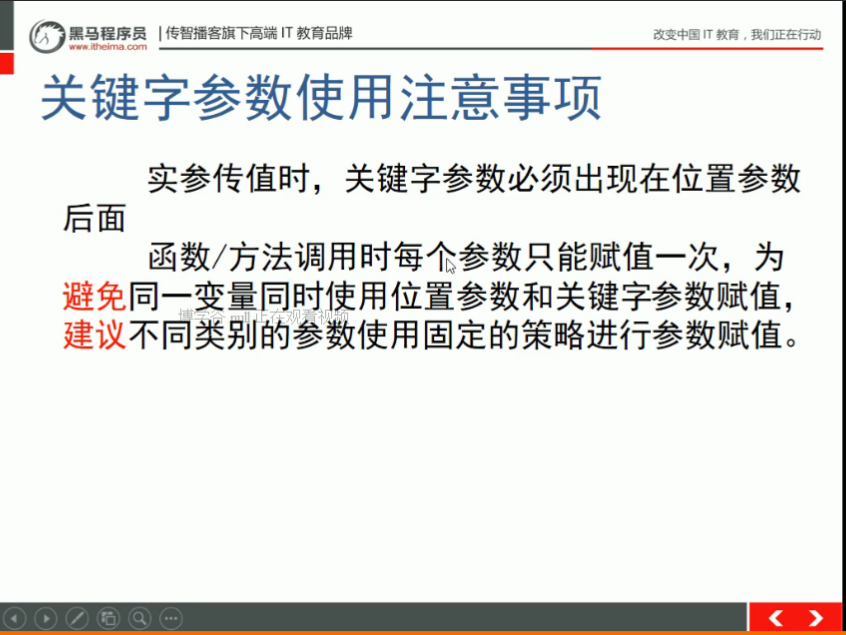 黑马程序员
www.itheima.com
传智播客旗下高端 IT 教育品牌
改变中国 IT 教育，我们正在行动
关键字参数使用注意事项
实参传值时，关键字参数必须出现在位置参数
后面
函数/方法调用时每个参数只能赋值一次，为
避免同一变量同时使用位置参数和关键字参数赋值，
博学谷 null 正在观看视频
建议不同类别的参数使用固定的策略进行参数赋值。